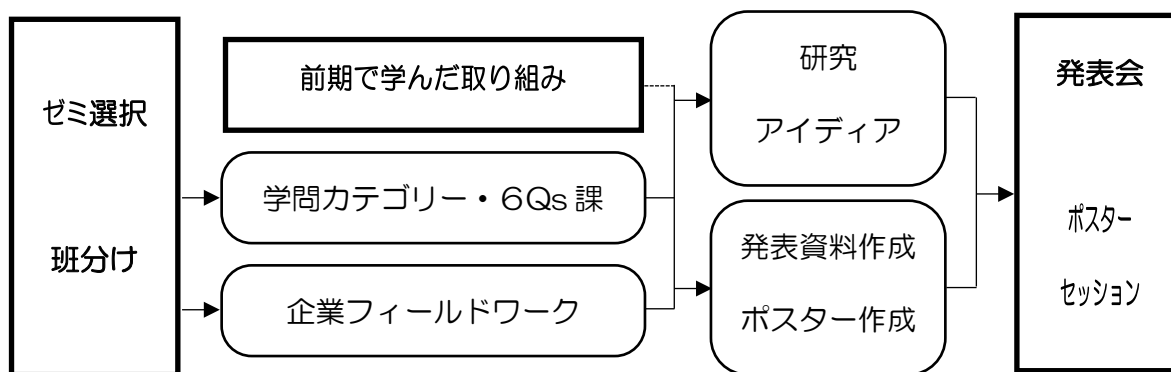 ゼミ選択
班分け
前期で学んだ取り組み
学問カテゴリー・6Qs 課
企業フィールドワーク
研究
アイディア
発表資料作成
ポスター作成
発表会
ポスター
セッション